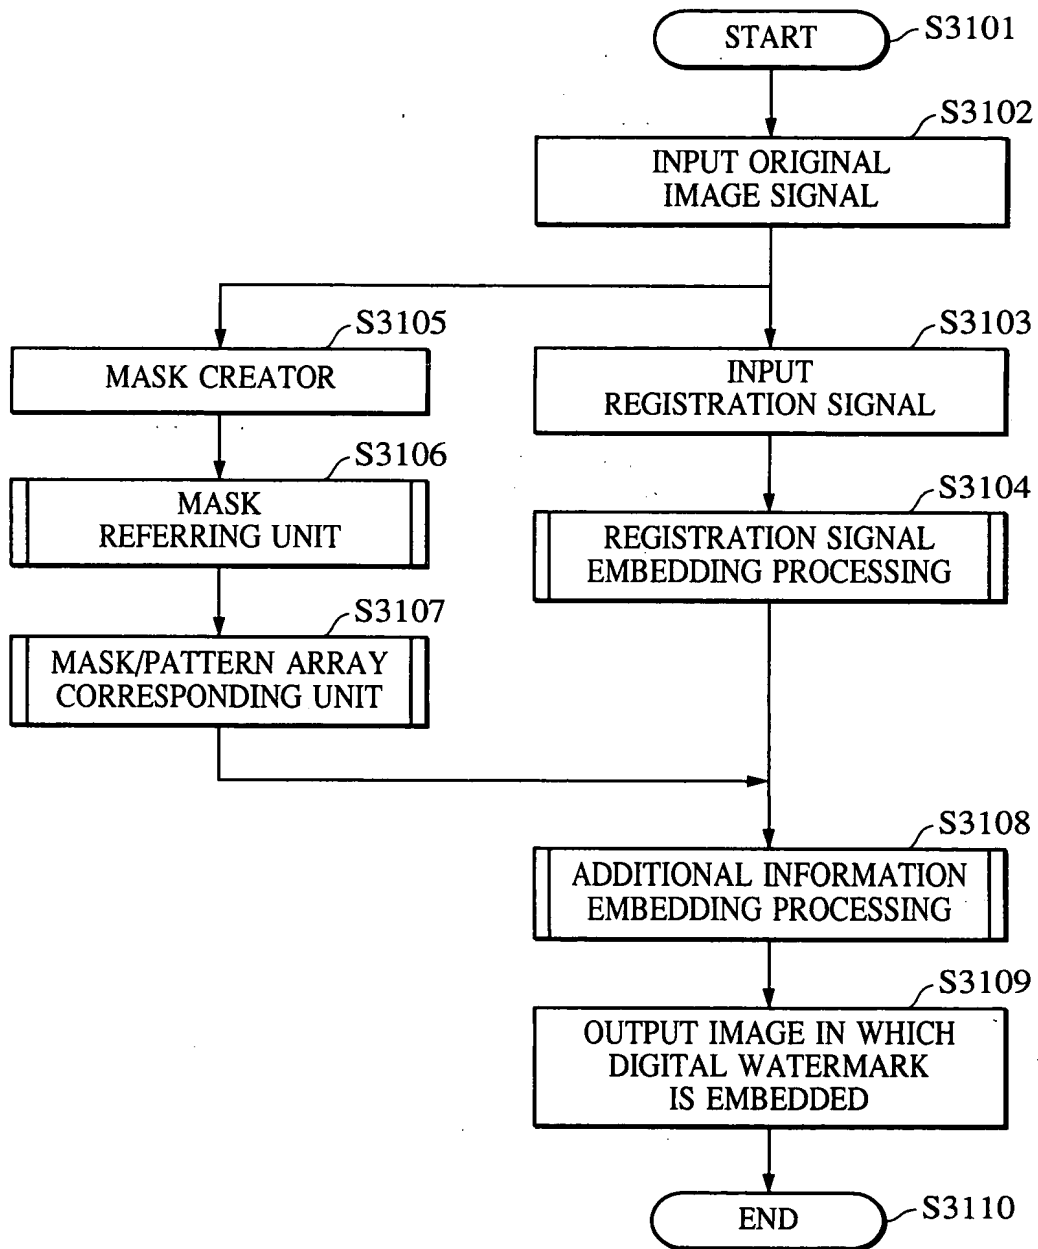 START
S3101
S3102
INPUT ORIGINAL
IMAGE SIGNAL
S3105
MASK CREATOR
S3103
INPUT
REGISTRATION SIGNAL
S3106
MASK
REFERRING UNIT
S3104
REGISTRATION SIGNAL
EMBEDDING PROCESSING
S3107
MASK/PATTERN ARRAY
CORRESPONDING UNIT
S3108
ADDITIONAL INFORMATION
EMBEDDING PROCESSING
S3109
OUTPUT IMAGE IN WHICH
DIGITAL WATERMARK
IS EMBEDDED
END
S3110